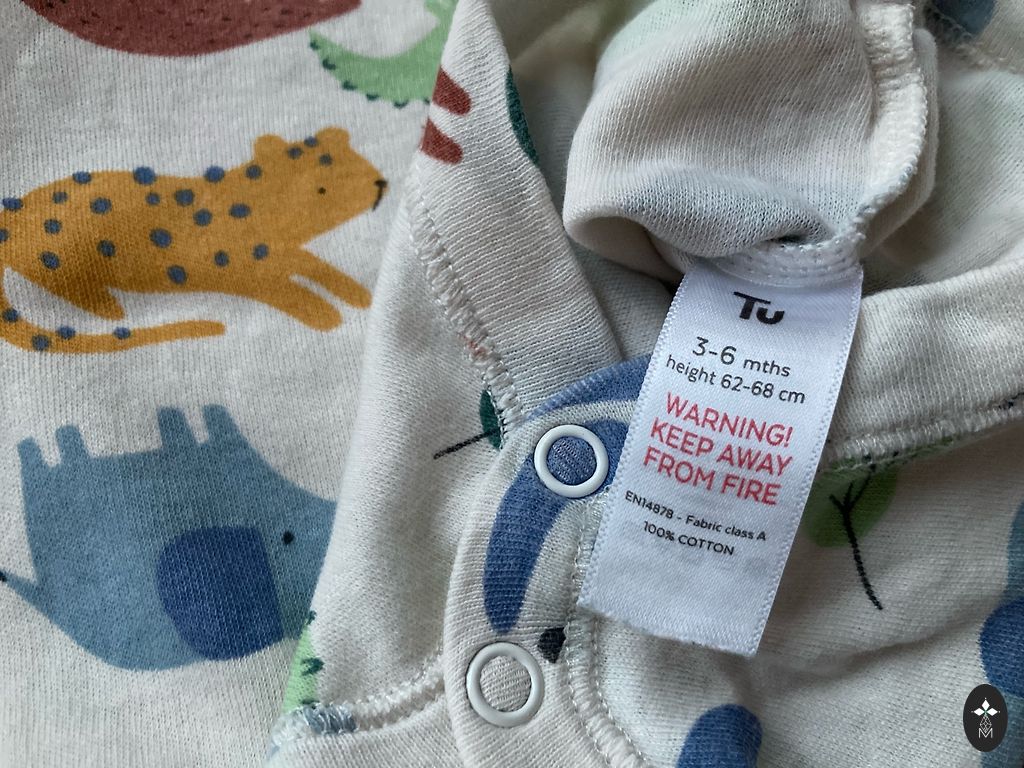 Tu
3-6 mths
height 62-68 cm
WARNING!
KEEP AWAY
FROM FIRE
EN14878 - Fabric class A
100% COTTON
M